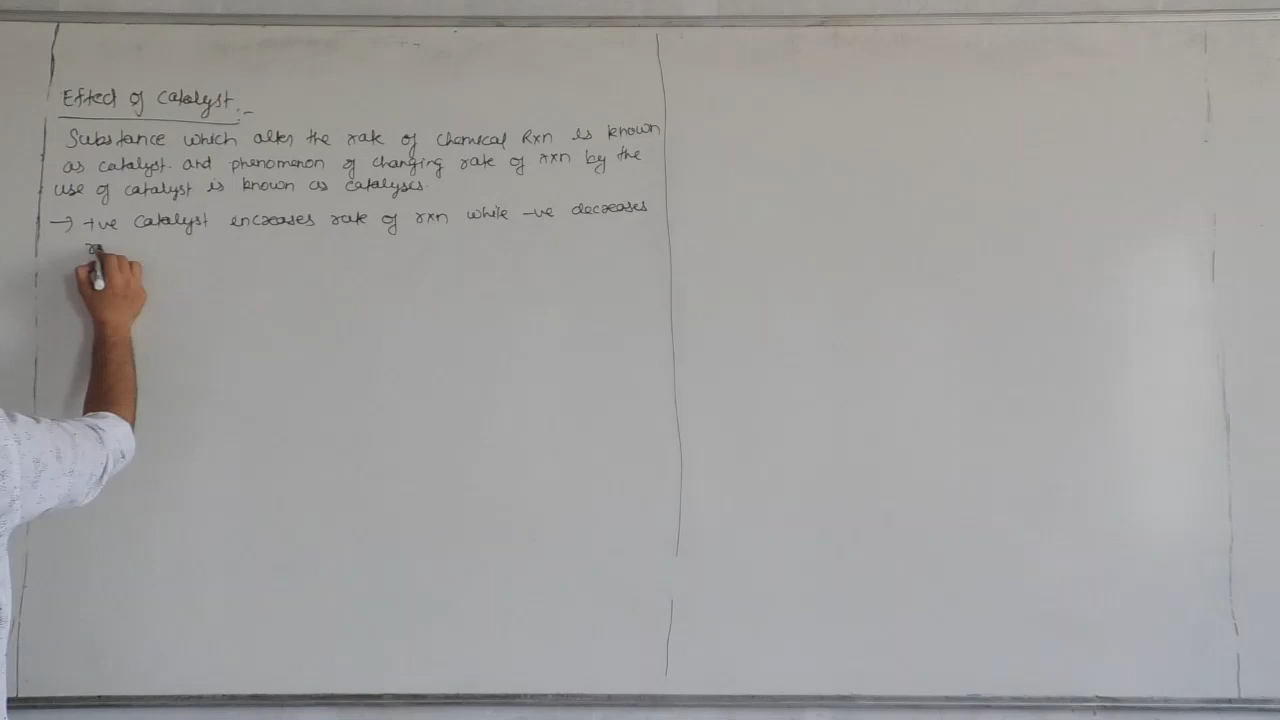 Effect of Catalyst :-
Substance which alter the rate of chemical Rxn is known
as catalyst. and phenomenon of changing rate of rxn by the
use of catalyst is known as catalyses.
→ +ve Catalyst encreases rate of rxn while -ve decreases